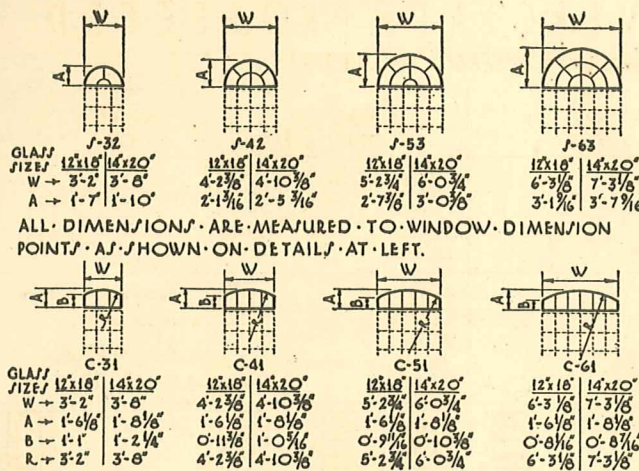 W W W W
A A A A
S-32 S-42 S-53 S-63
GLASS
SIZES 12"x18" 14"x20" 12"x18" 14"x20" 12"x18" 14"x20" 12"x18" 14"x20"
W → 3'-2" 3'-8" 4'-2 3/8" 4'-10 3/8" 5'-2 3/4" 6'-0 3/4" 6'-3 1/8" 7'-3 1/8"
A → 1'-7" 1'-10" 2'-1 3/16" 2'-5 3/16" 2'-7 3/8" 3'-0 3/8" 3'-1 9/16" 3'-7 9/16
ALL · DIMENSIONS · ARE · MEASURED · TO · WINDOW · DIMENSION
POINTS · AS · SHOWN · ON · DETAILS · AT · LEFT.
W W W W
A B R A B R A B R A B R
C-31 C-41 C-51 C-61
GLASS
SIZES 12"x18" 14"x20" 12"x18" 14"x20" 12"x18" 14"x20" 12"x18" 14"x20"
W → 3'-2" 3'-8" 4'-2 3/8" 4'-10 3/8" 5'-2 3/4" 6'-0 3/4" 6'-3 1/8" 7'-3 1/8"
A → 1'-6 1/8" 1'-8 1/8" 1'-6 1/8" 1'-8 1/8" 1'-6 1/8" 1'-8 1/8" 1'-6 1/8" 1'-8 1/8"
B → 1'-1" 1'-2 1/4" 0'-11 3/8" 1'-0 5/16 0'-9 1/16 0'-10 3/8" 0'-8 1/16 0'-8 7/16
R → 3'-2" 3'-8" 4'-2 3/8" 4'-10 3/8" 5'-2 3/4" 6'-0 3/4" 6'-3 1/8" 7'-3 1/8"